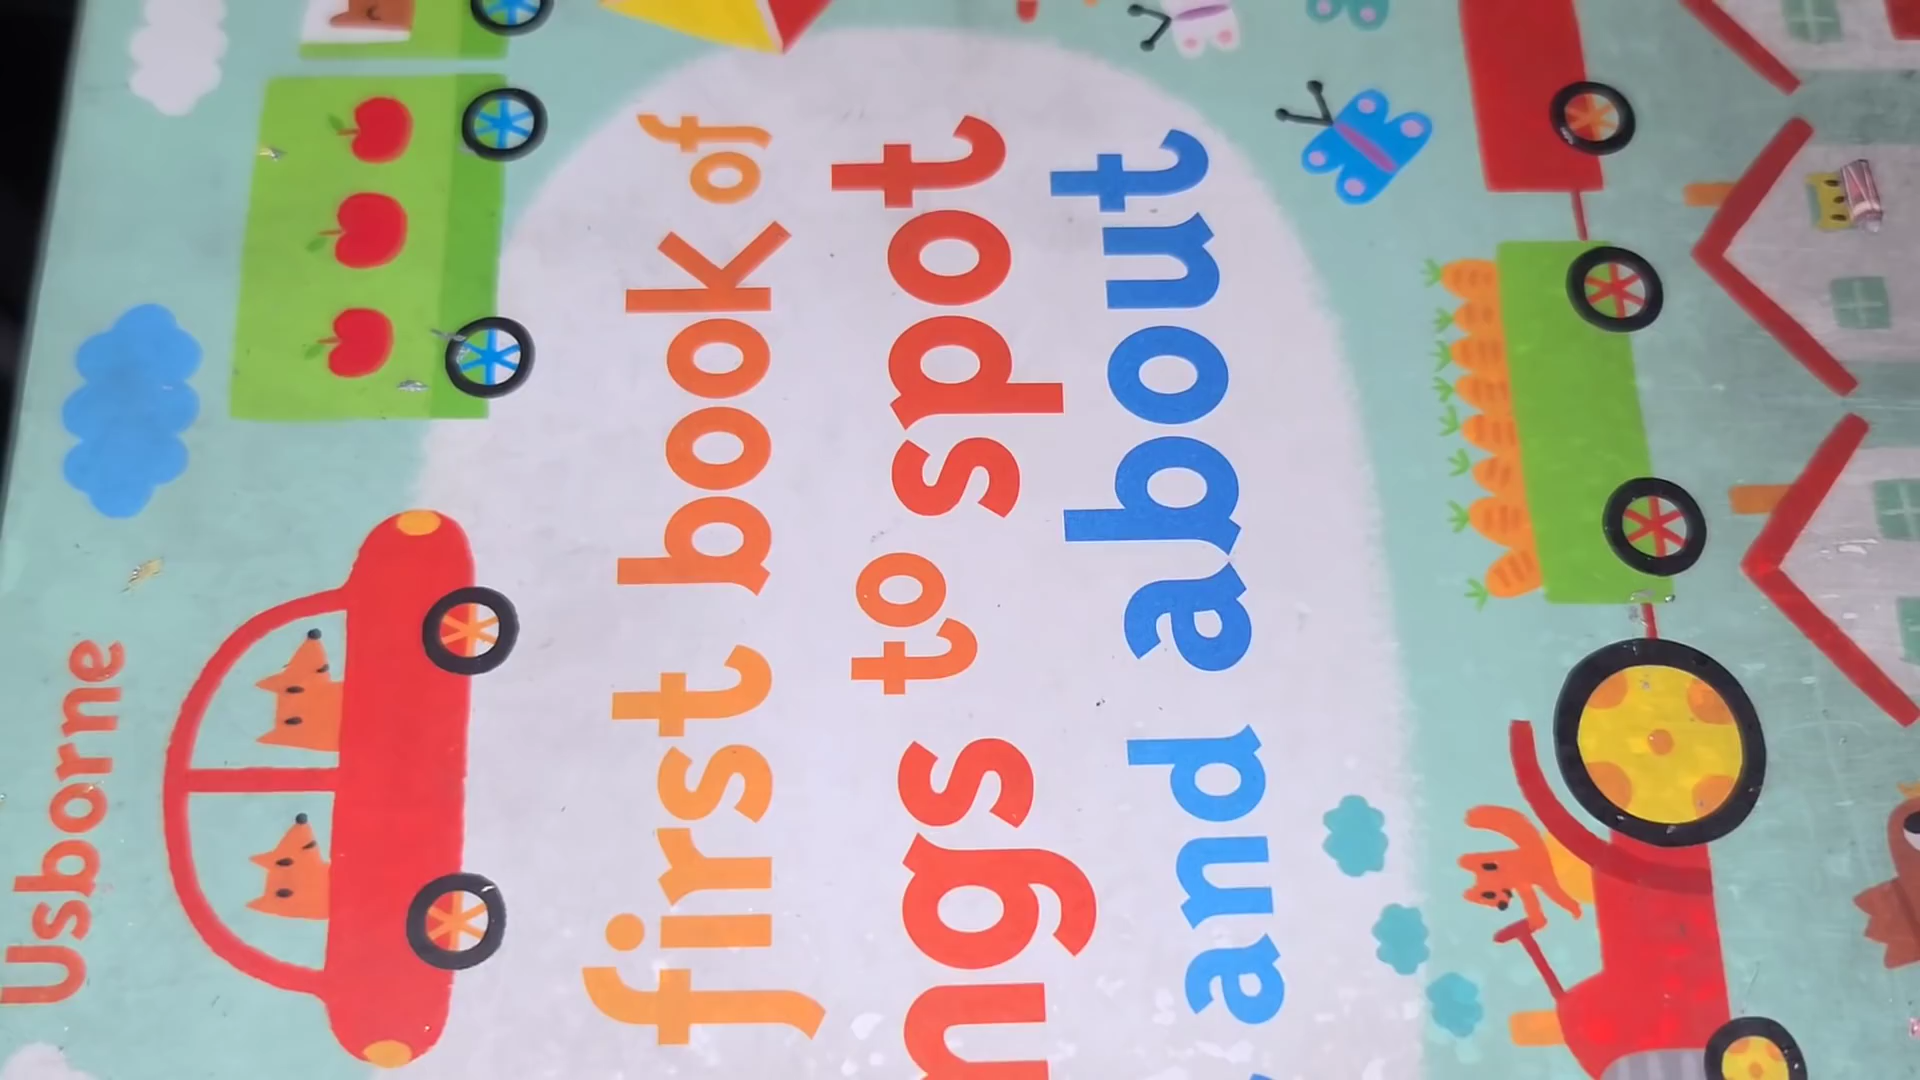 Usborne
first book of
ngs to spot
and about